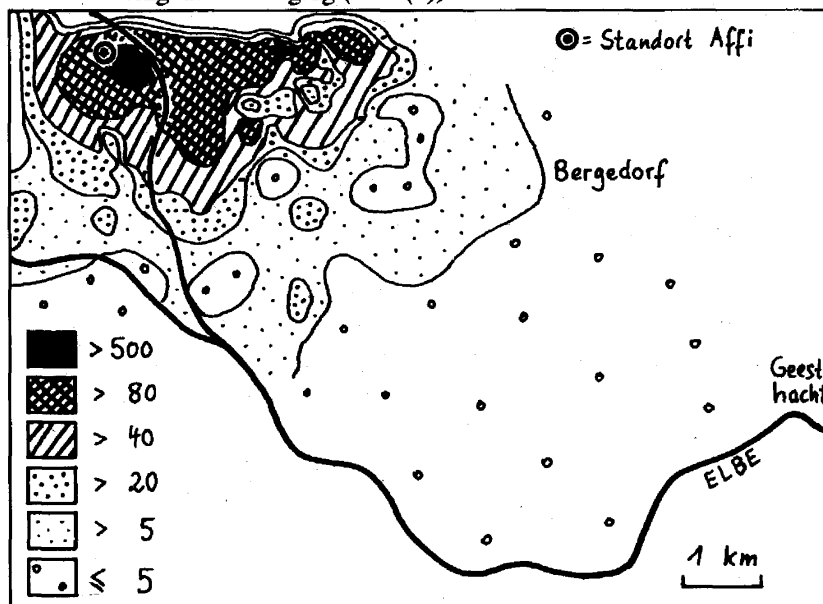 = Standort Affi
Bergedorf
> 500
> 80
> 40
> 20
> 5
≤ 5
Geest
hacht
ELBE
1 km